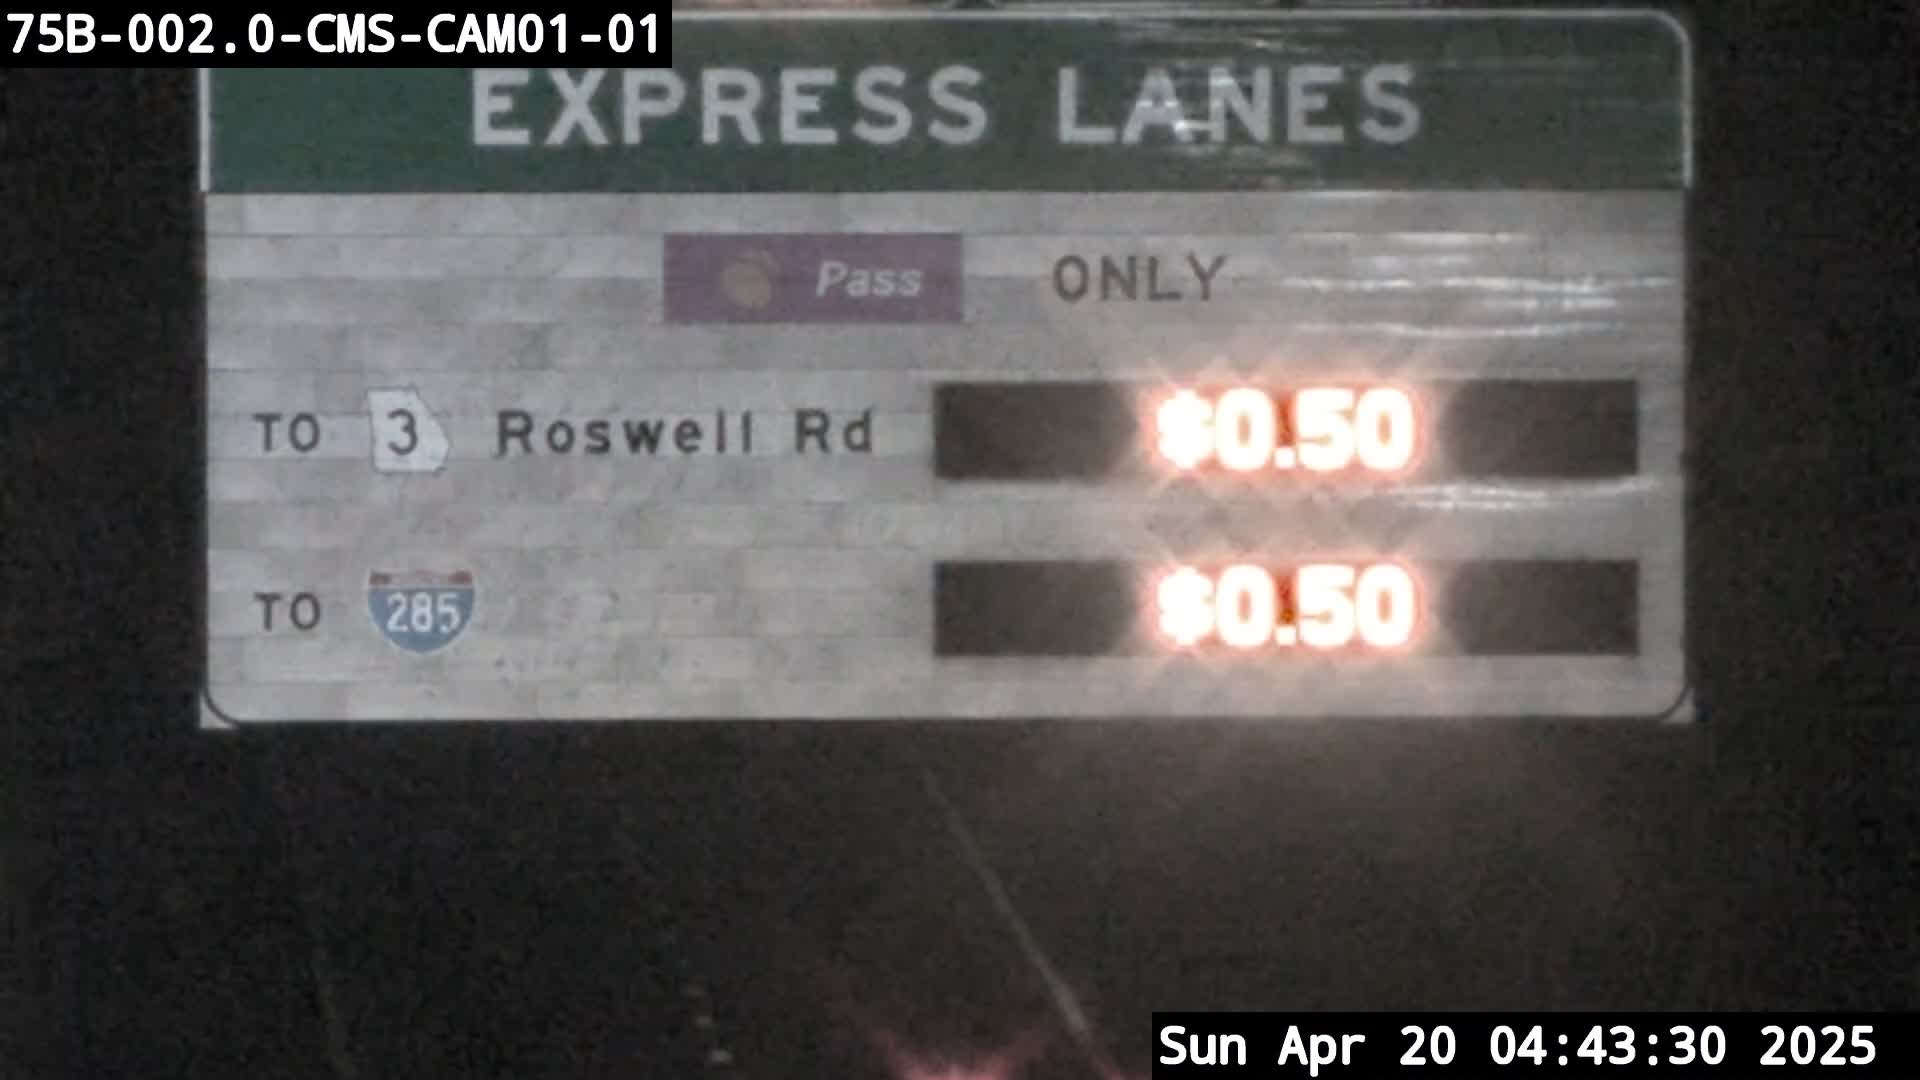 75B-002.0-CMS-CAM01-01
EXPRESS LANES
Pass ONLY
TO 3 Roswell Rd $0.50
TO 285 $0.50
Sun Apr 20 04:43:30 2025